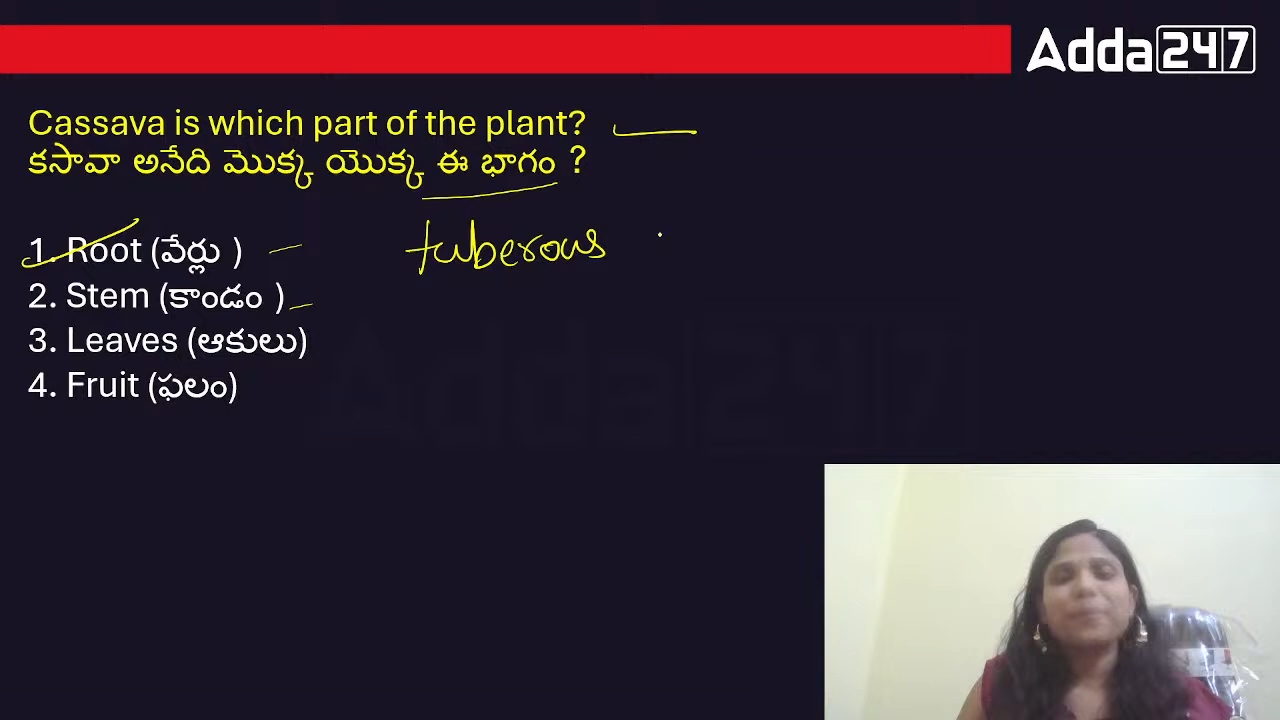 Adda247
Cassava is which part of the plant?
కసావా అనేది మొక్క యొక్క ఈ భాగం ?
1. Root (వేర్లు )
tuberous
2. Stem (కాండం )
3. Leaves (ఆకులు)
4. Fruit (ఫలం)
Adda247